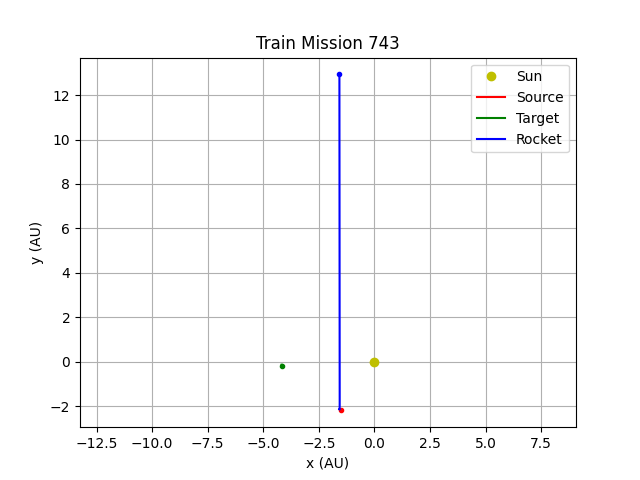 Train Mission 743
Sun
Source
Target
Rocket
12
10
8
6
4
2
0
−2
y (AU)
−12.5 −10.0 −7.5 −5.0 −2.5 0.0 2.5 5.0 7.5
x (AU)